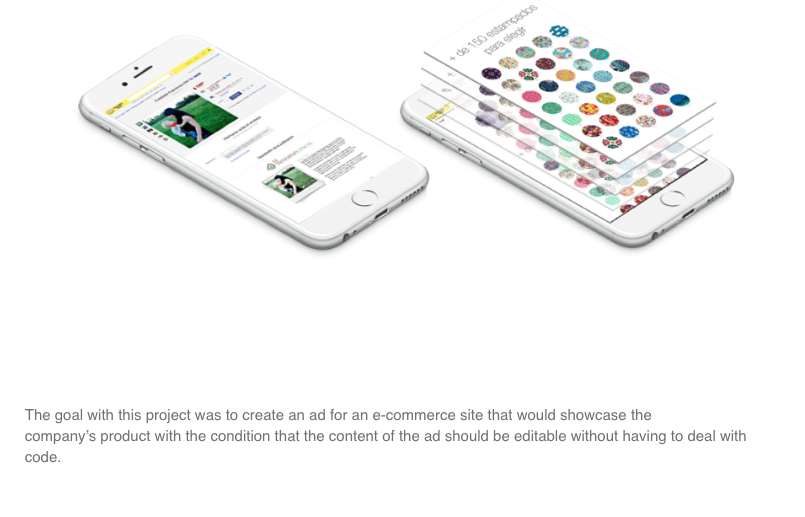 + de 150 estampados
para elegir
The goal with this project was to create an ad for an e-commerce site that would showcase the
company’s product with the condition that the content of the ad should be editable without having to deal with
code.